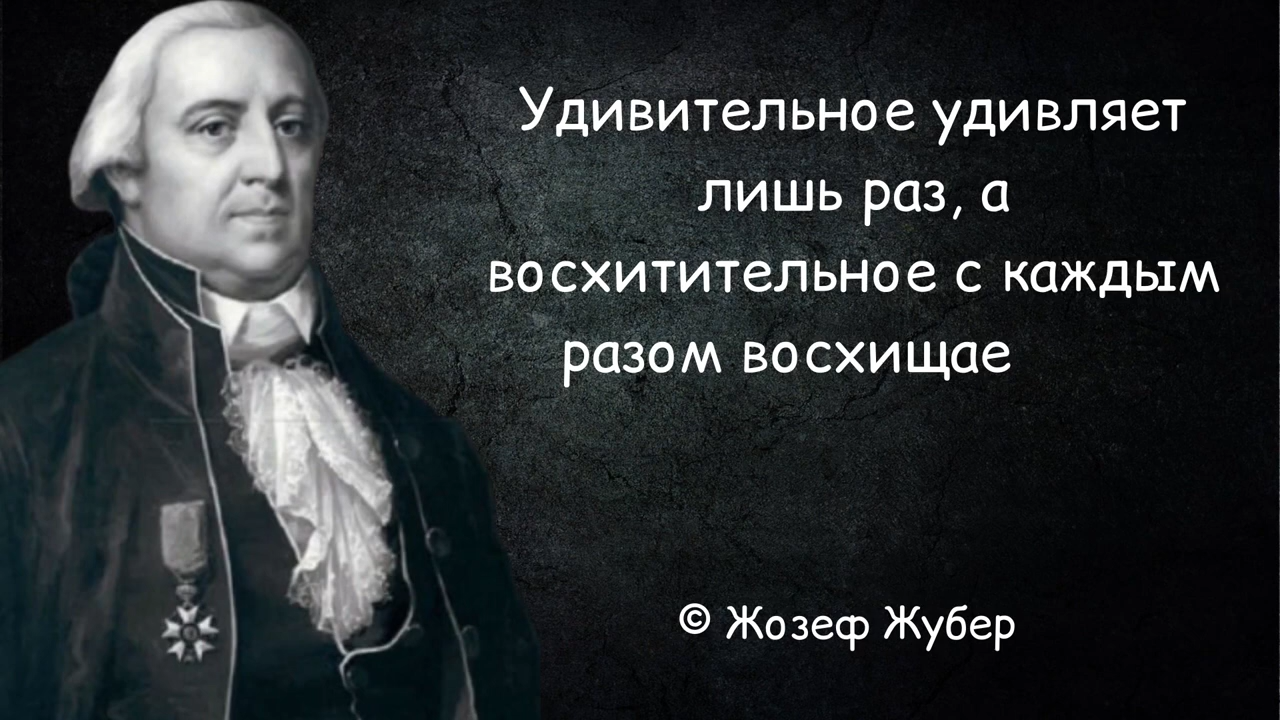 Удивительное удивляет
лишь раз, а
восхитительное с каждым
разом восхищае
© Жозеф Жубер